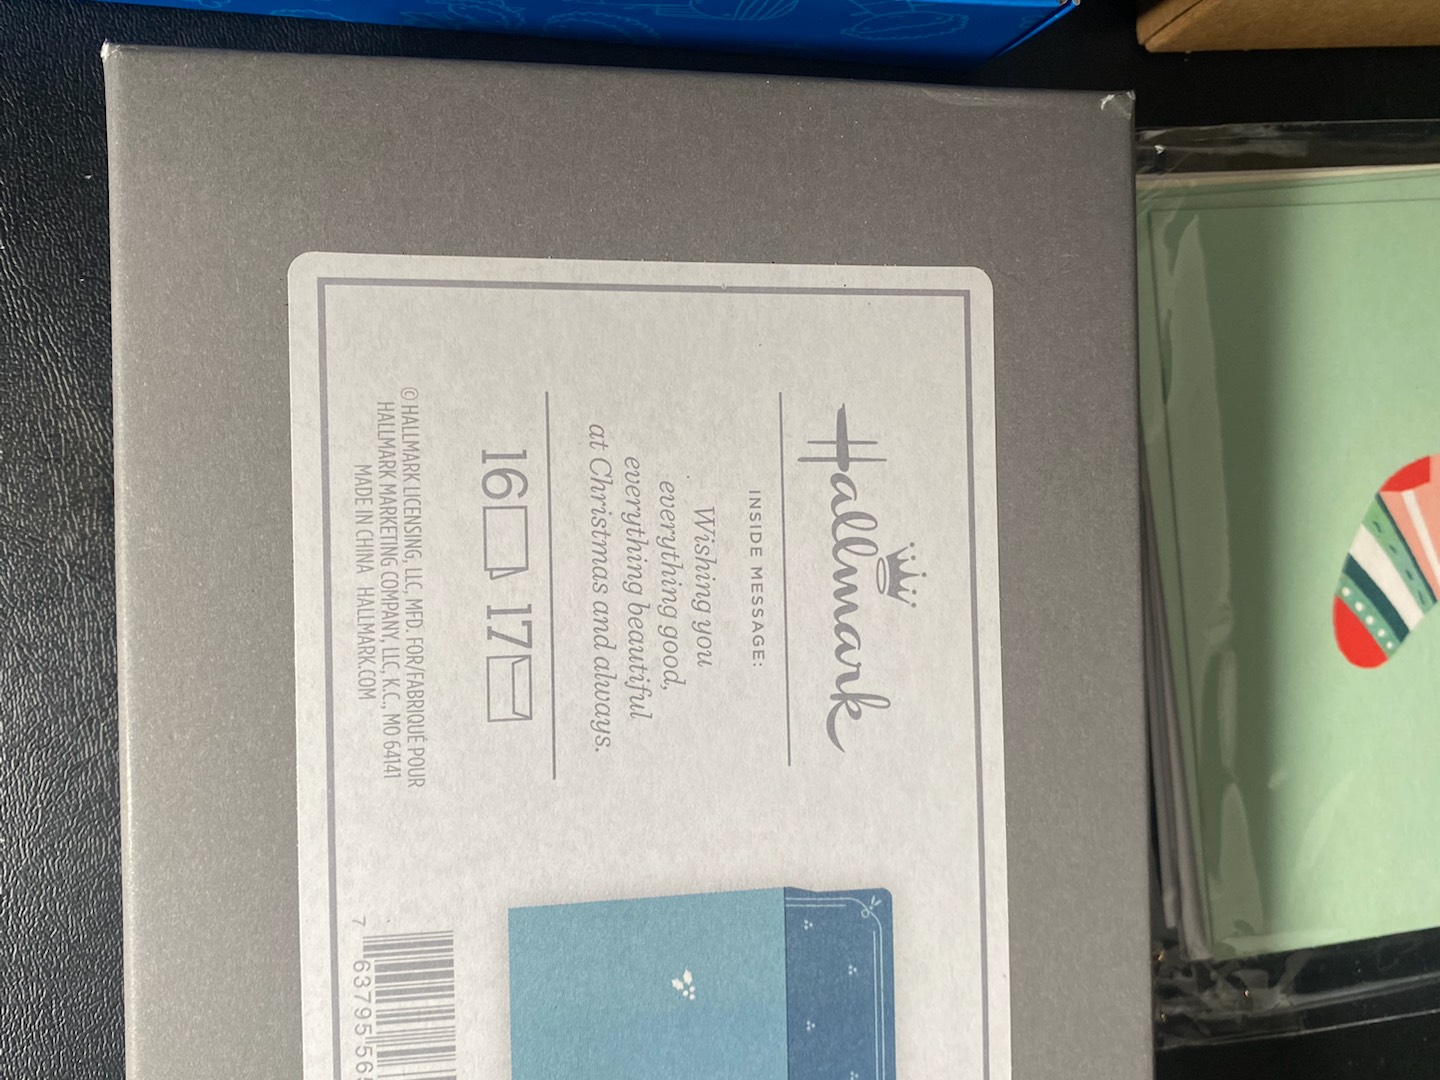 Hallmark
INSIDE MESSAGE:
Wishing you
everything good,
everything beautiful
at Christmas and always.
16 17
© HALLMARK LICENSING, LLC, MFD. FOR/FABRIQUÉ POUR
HALLMARK MARKETING COMPANY, LLC, K.C., MO 64141
MADE IN CHINA HALLMARK.COM
7 63795 56